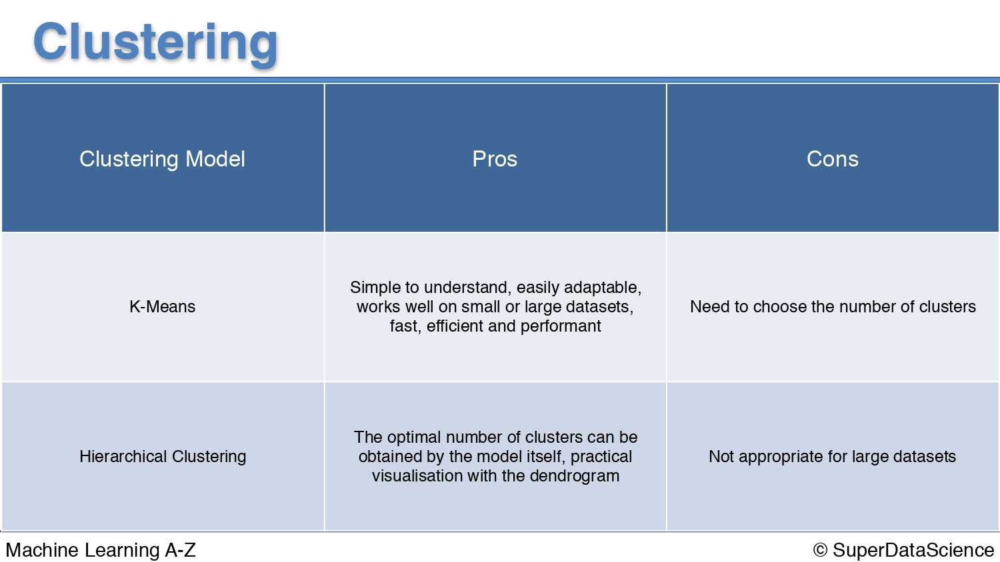 Clustering
Clustering Model
Pros
Cons
K-Means
Simple to understand, easily adaptable,
works well on small or large datasets,
fast, efficient and performant
Need to choose the number of clusters
Hierarchical Clustering
The optimal number of clusters can be
obtained by the model itself, practical
visualisation with the dendrogram
Not appropriate for large datasets
Machine Learning A-Z
© SuperDataScience